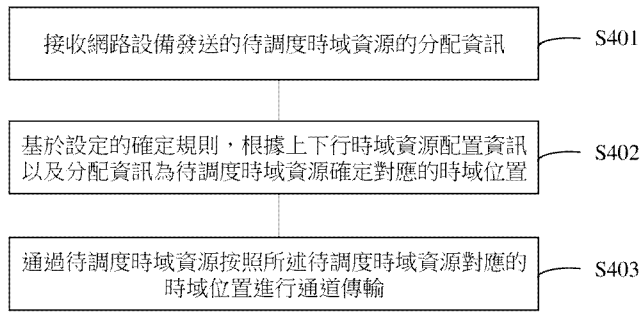 接收網路設備發送的待調度時域資源的分配資訊
S401
基於設定的確定規則，根據上下行時域資源配置資訊
以及分配資訊為待調度時域資源確定對應的時域位置
S402
通過待調度時域資源按照所述待調度時域資源對應的
時域位置進行通道傳輸
S403